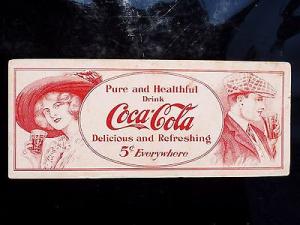 Pure and Healthful
Drink
Coca-Cola
Delicious and Refreshing
5¢ Everywhere